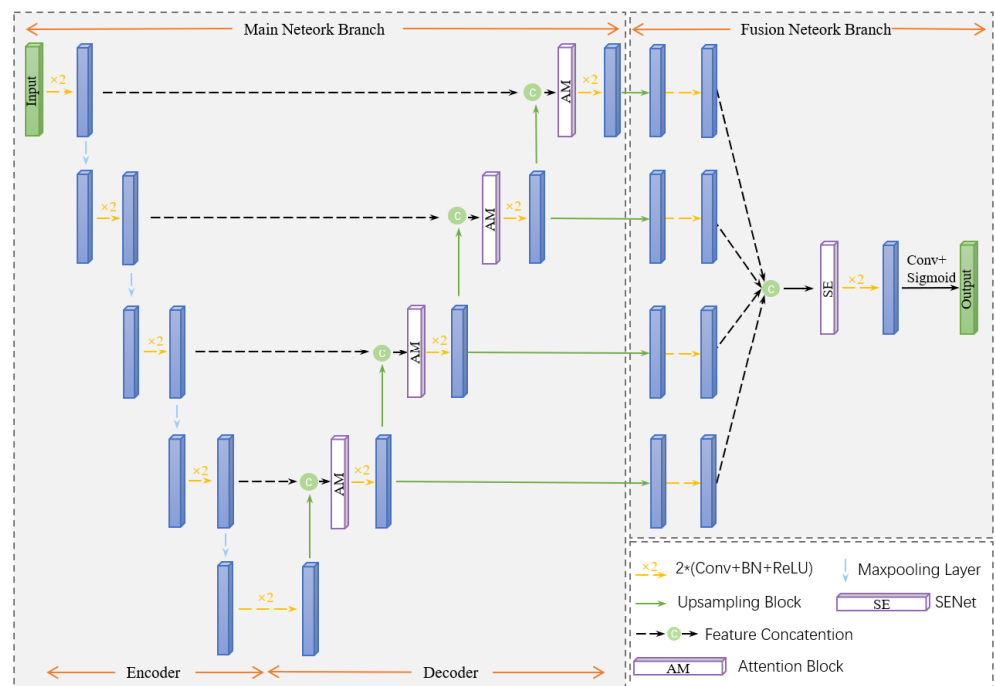 Main Neteork Branch
Fusion Neteork Branch
Input
×2
C
AM
×2
×2
C
AM
×2
×2
C
AM
×2
C
SE
×2
Conv+
Sigmoid
Output
×2
C
AM
×2
×2
×2 2*(Conv+BN+ReLU)
Maxpooling Layer
Upsampling Block
SE SENet
C Feature Concatention
AM Attention Block
Encoder
Decoder